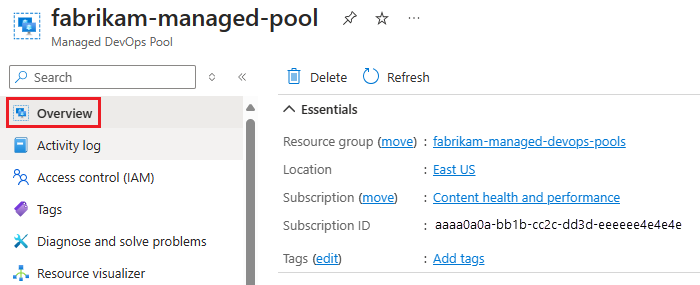 fabrikam-managed-pool
Managed DevOps Pool
Search
Overview
Activity log
Access control (IAM)
Tags
Diagnose and solve problems
Resource visualizer
Delete Refresh
Essentials
Resource group (move) : fabrikam-managed-devops-pools
Location : East US
Subscription (move) : Content health and performance
Subscription ID : aaaa0a0a-bb1b-cc2c-dd3d-eeeeee4e4e4e
Tags (edit) : Add tags